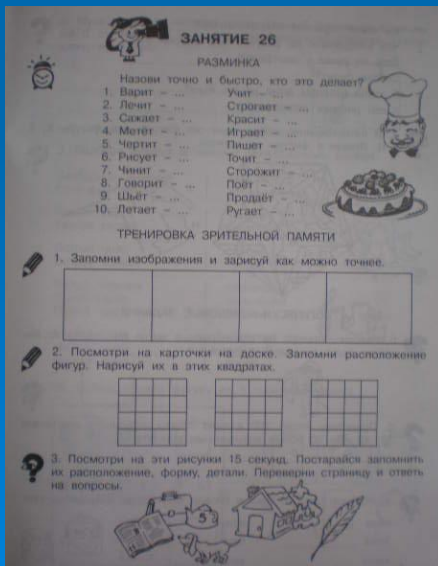 ЗАНЯТИЕ 26
РАЗМИНКА
Назови точно и быстро, кто это делает?
1. Варит – ... Учит – ...
2. Лечит – ... Строгает – ...
3. Сажает – ... Красит – ...
4. Метёт – ... Играет – ...
5. Чертит – ... Пишет – ...
6. Рисует – ... Точит – ...
7. Чинит – ... Сторожит – ...
8. Говорит – ... Поёт – ...
9. Шьёт – ... Продаёт – ...
10. Летает – ... Ругает – ...
ТРЕНИРОВКА ЗРИТЕЛЬНОЙ ПАМЯТИ
1. Запомни изображения и зарисуй как можно точнее.
2. Посмотри на карточки на доске. Запомни расположение
фигур. Нарисуй их в этих квадратах.
3. Посмотри на эти рисунки 15 секунд. Постарайся запомнить
их расположение, форму, детали. Переверни страницу и ответь
на вопросы.
5